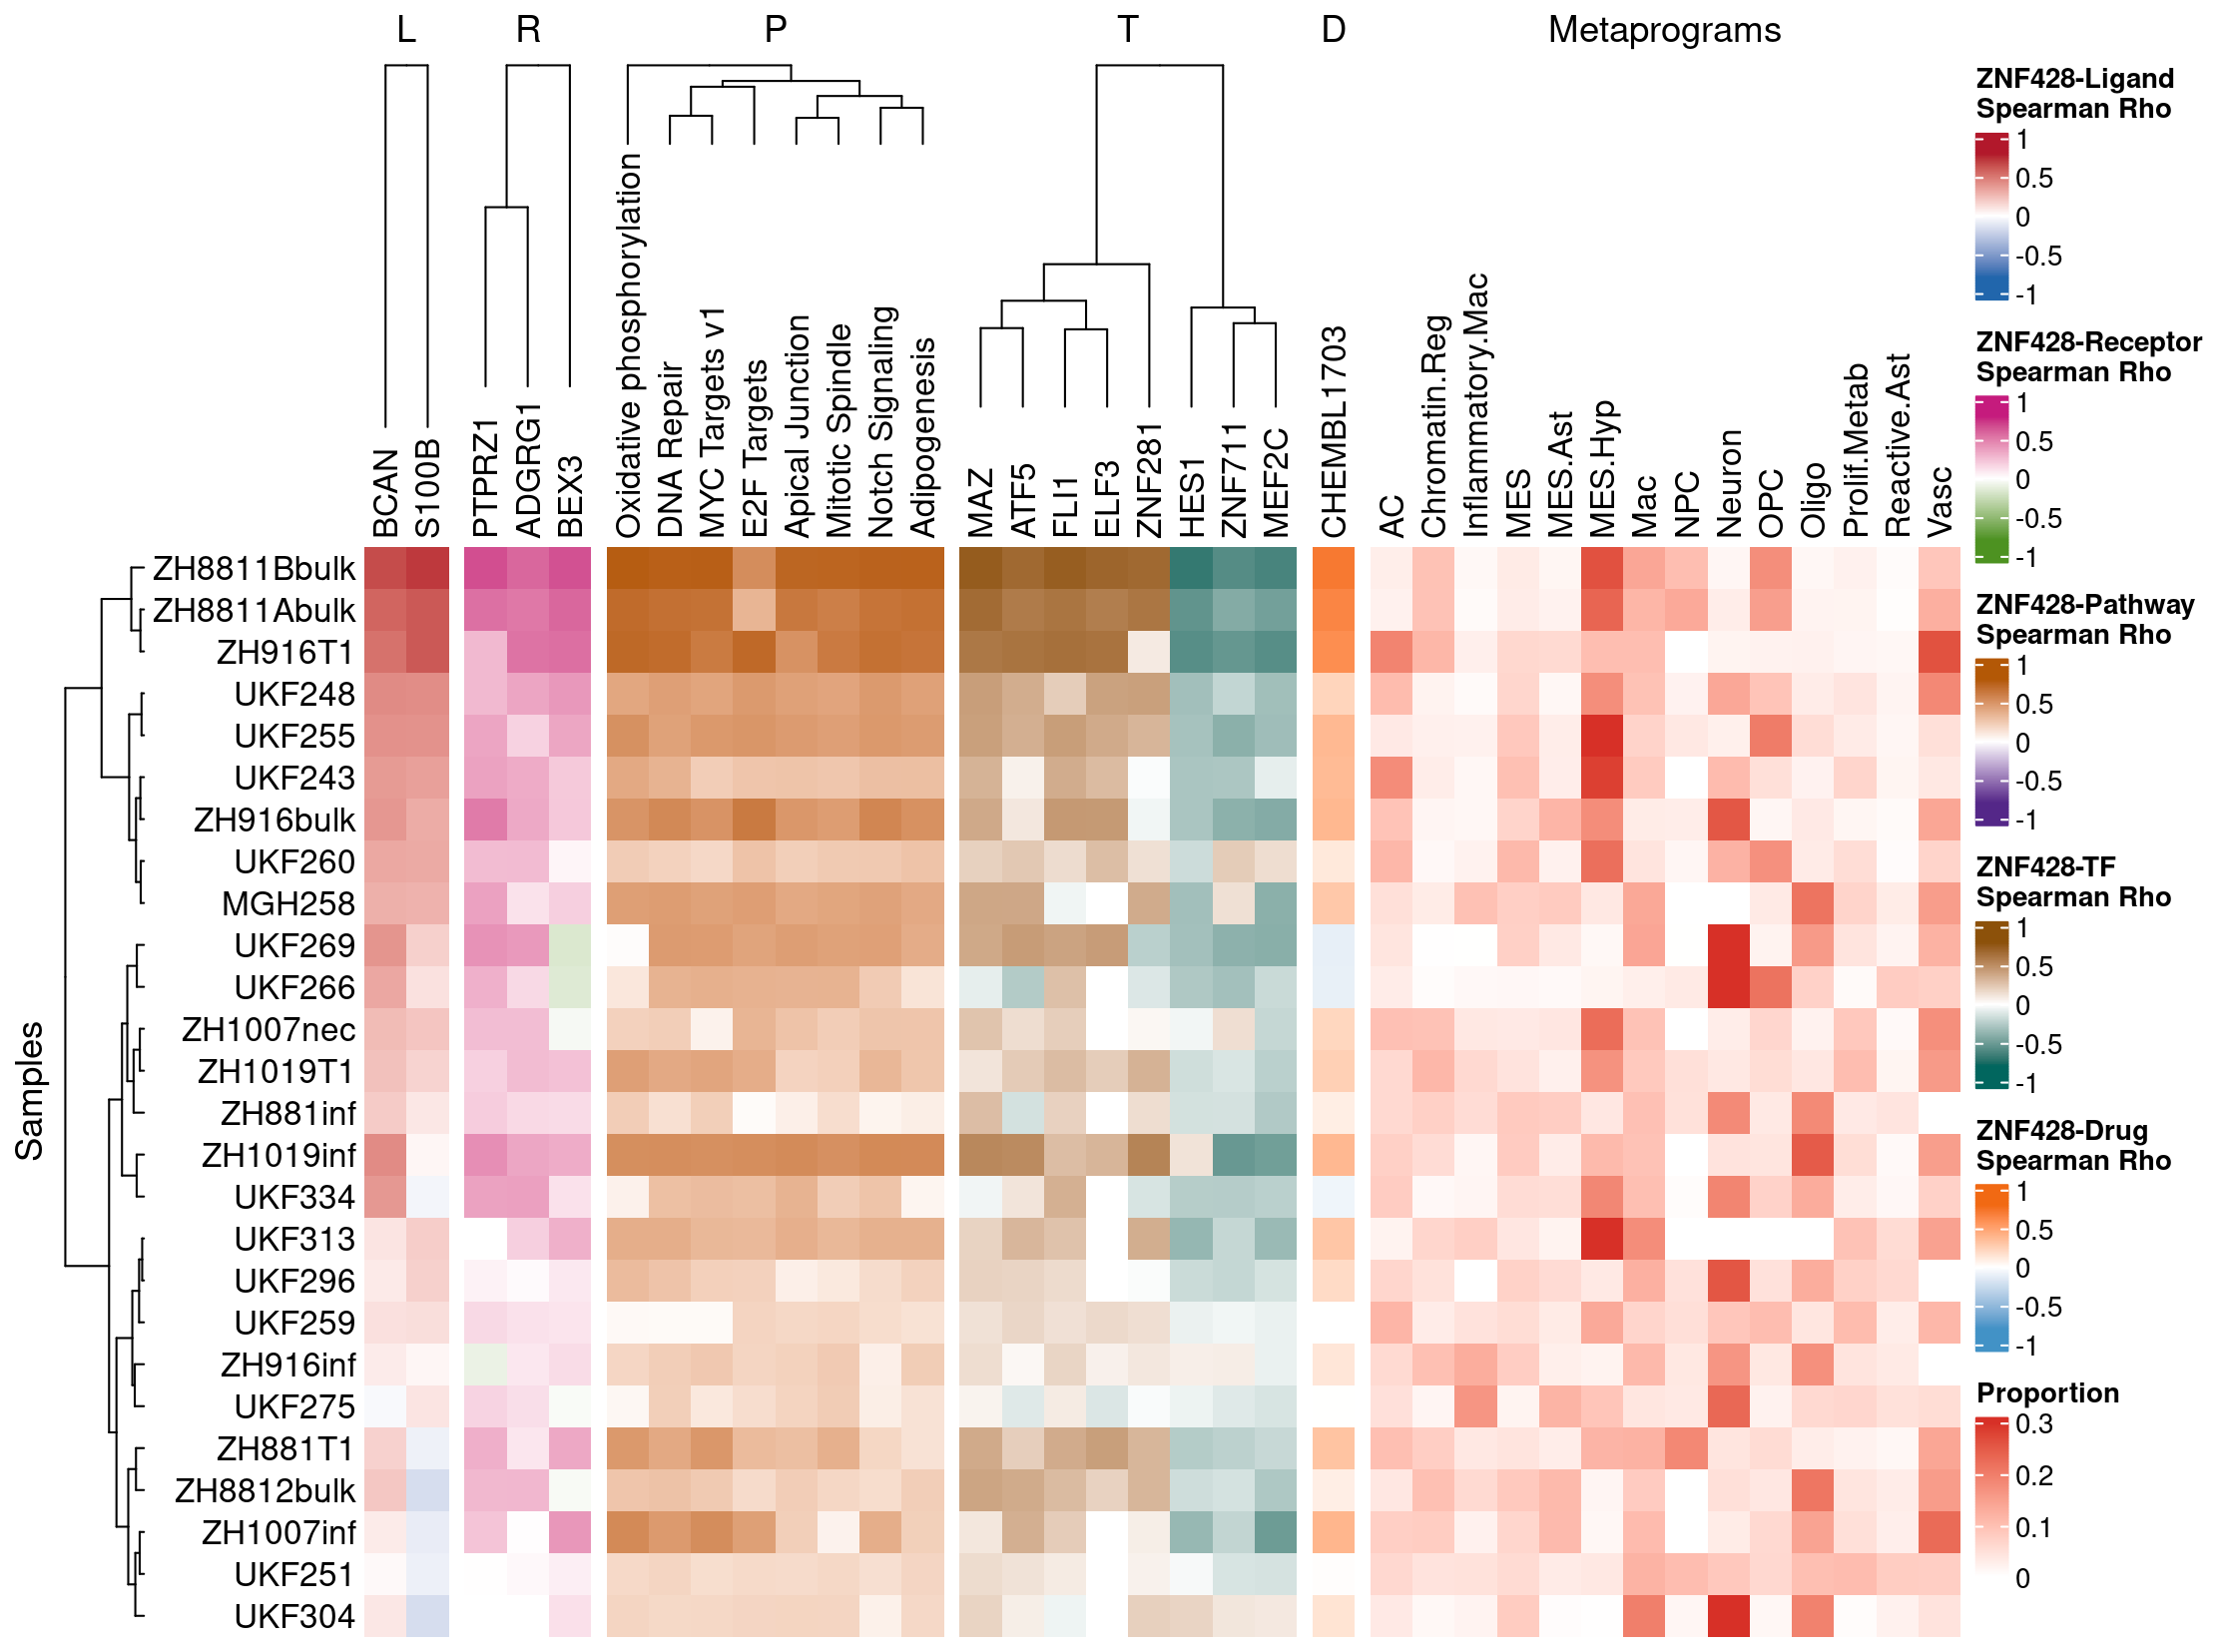 L R P T D Metaprograms
BCAN
S100B
PTPRZ1
ADGRG1
BEX3
Oxidative phosphorylation
DNA Repair
MYC Targets v1
E2F Targets
Apical Junction
Mitotic Spindle
Notch Signaling
Adipogenesis
MAZ
ATF5
FLI1
ELF3
ZNF281
HES1
ZNF711
MEF2C
CHEMBL1703
AC
Chromatin.Reg
Inflammatory.Mac
MES
MES.Ast
MES.Hyp
Mac
NPC
Neuron
OPC
Oligo
Prolif.Metab
Reactive.Ast
Vasc
Samples
ZH8811Bbulk
ZH8811Abulk
ZH916T1
UKF248
UKF255
UKF243
ZH916bulk
UKF260
MGH258
UKF269
UKF266
ZH1007nec
ZH1019T1
ZH881inf
ZH1019inf
UKF334
UKF313
UKF296
UKF259
ZH916inf
UKF275
ZH881T1
ZH8812bulk
ZH1007inf
UKF251
UKF304
ZNF428-Ligand
Spearman Rho
1
0.5
0
-0.5
-1
ZNF428-Receptor
Spearman Rho
1
0.5
0
-0.5
-1
ZNF428-Pathway
Spearman Rho
1
0.5
0
-0.5
-1
ZNF428-TF
Spearman Rho
1
0.5
0
-0.5
-1
ZNF428-Drug
Spearman Rho
1
0.5
0
-0.5
-1
Proportion
0.3
0.2
0.1
0